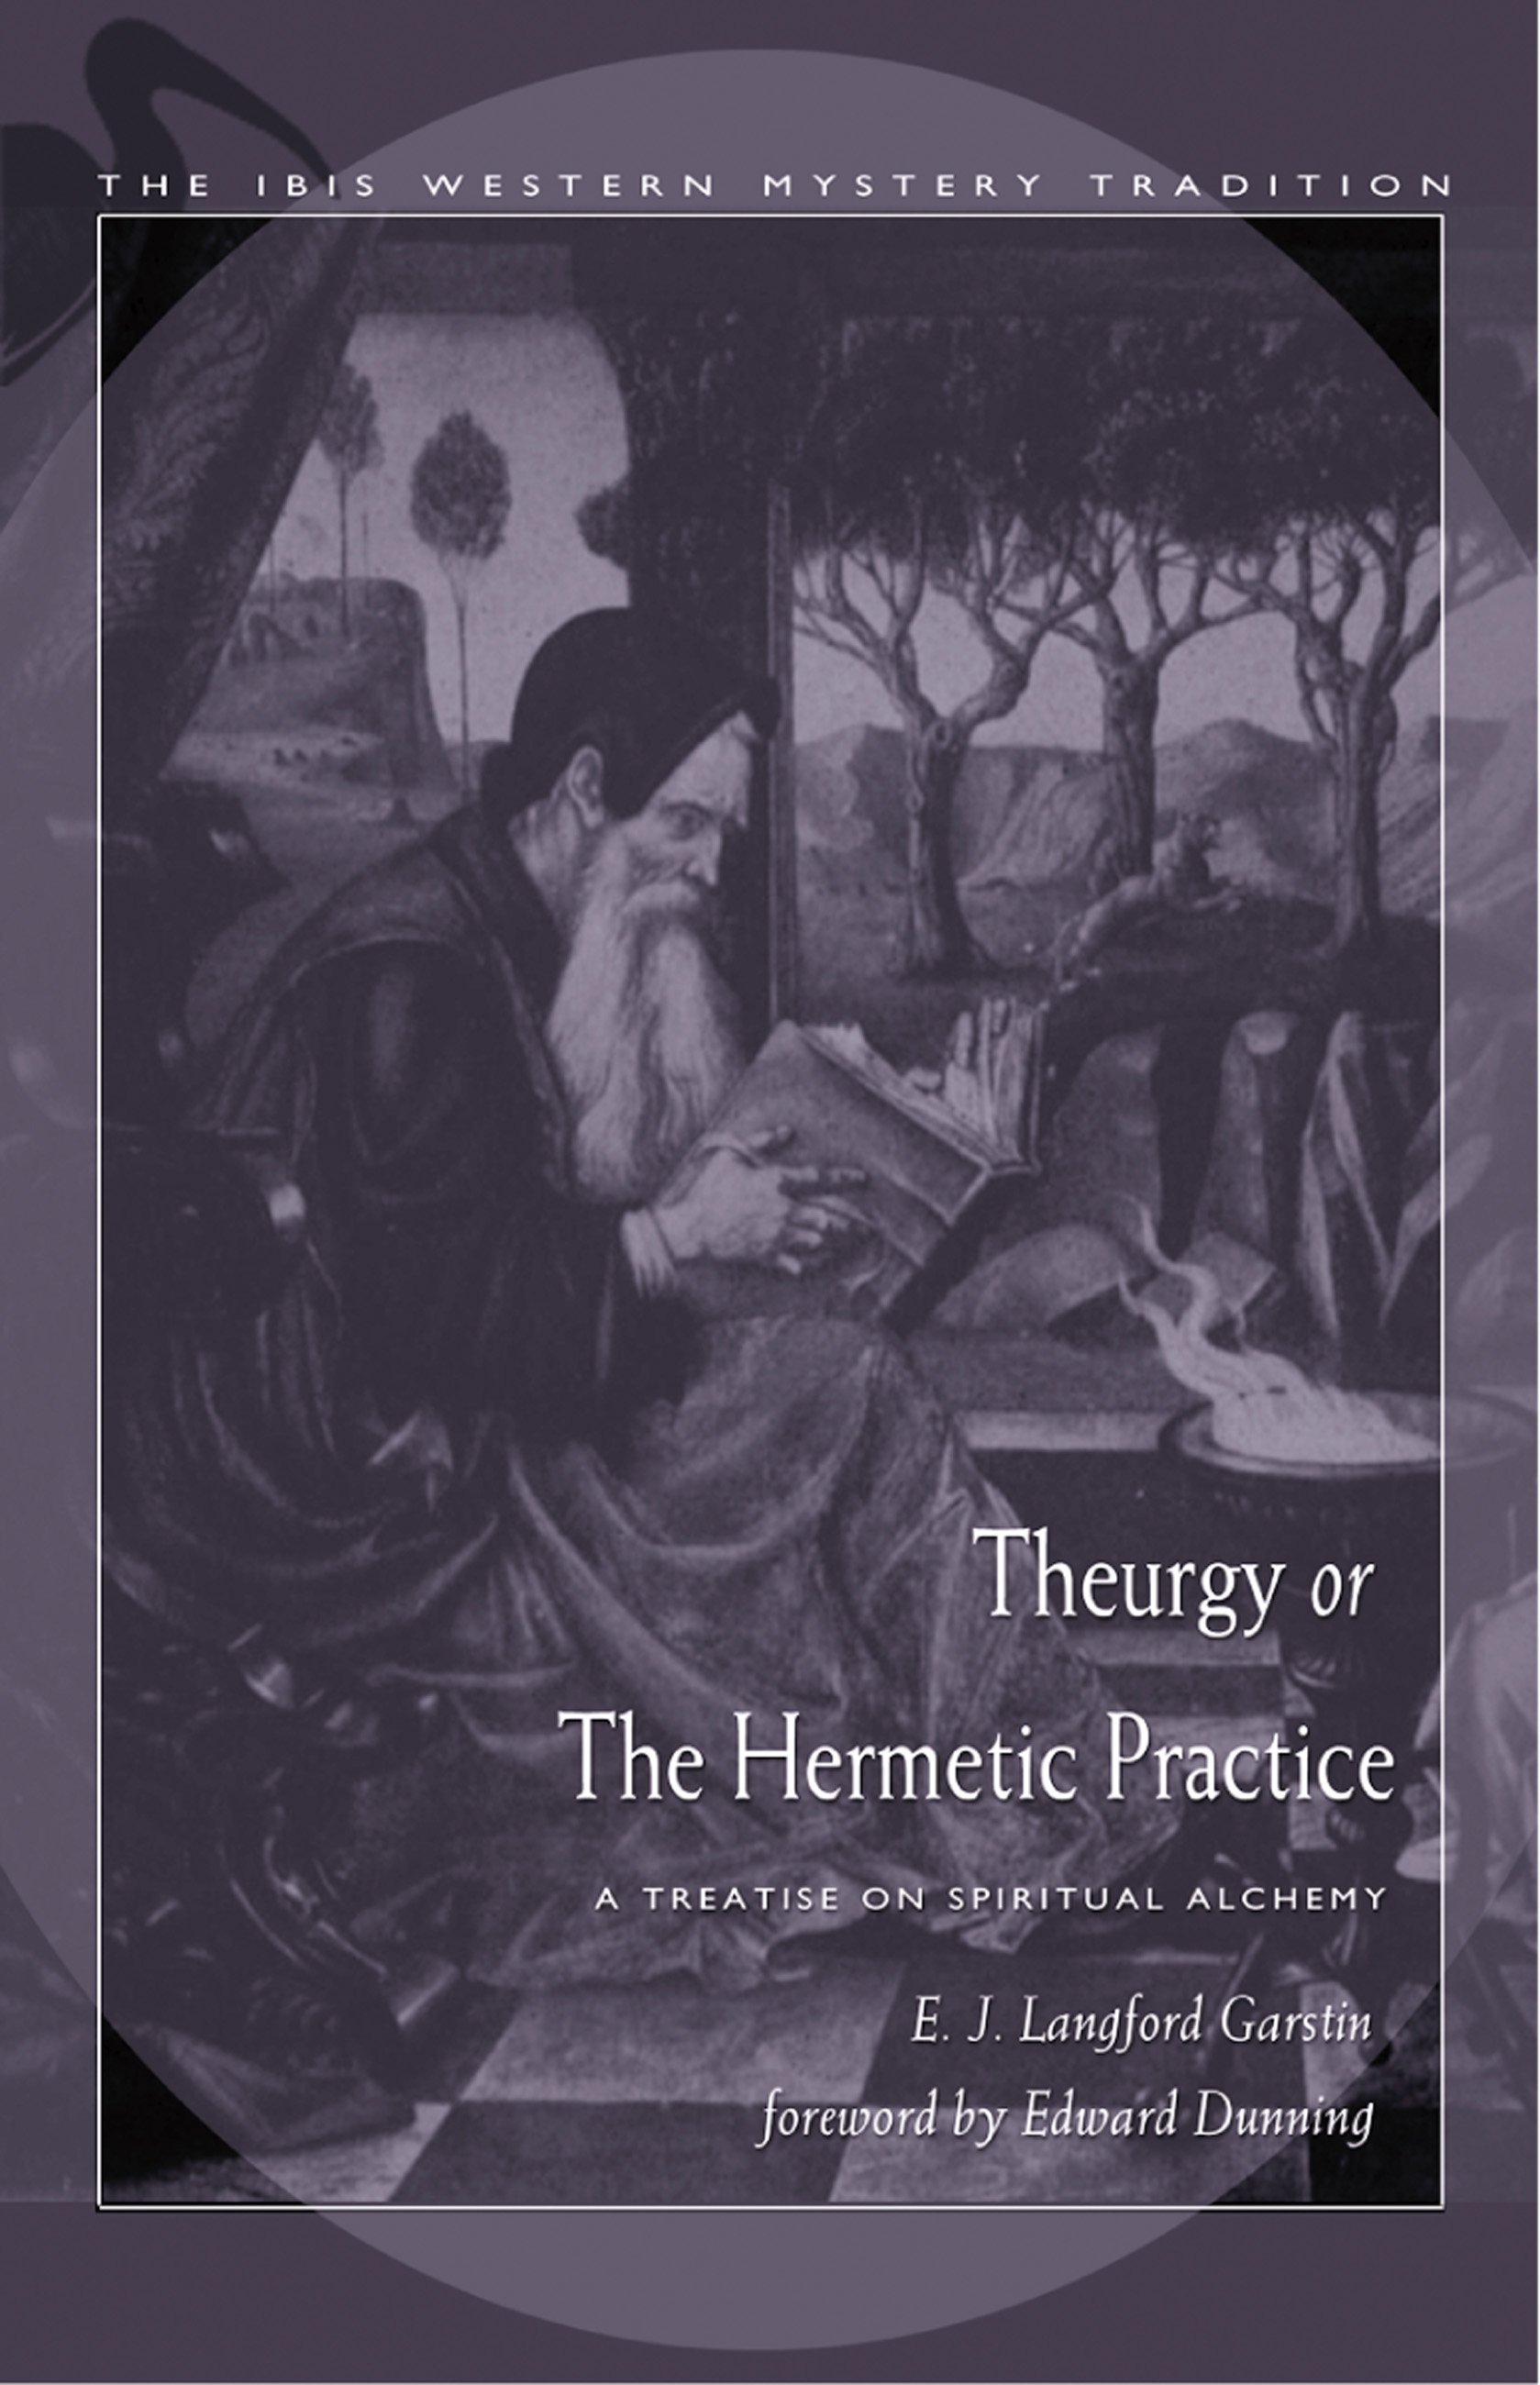 THE IBIS WESTERN MYSTERY TRADITION
Theurgy or
The Hermetic Practice
A TREATISE ON SPIRITUAL ALCHEMY
E. J. Langford Garstin
foreword by Edward Dunning